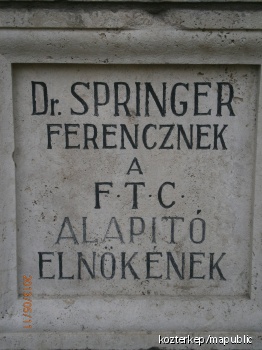 Dr. SPRINGER
FERENCZNEK
A
F·T·C·
ALAPITÓ
ELNÖKÉNEK
kozterkep/mapublic